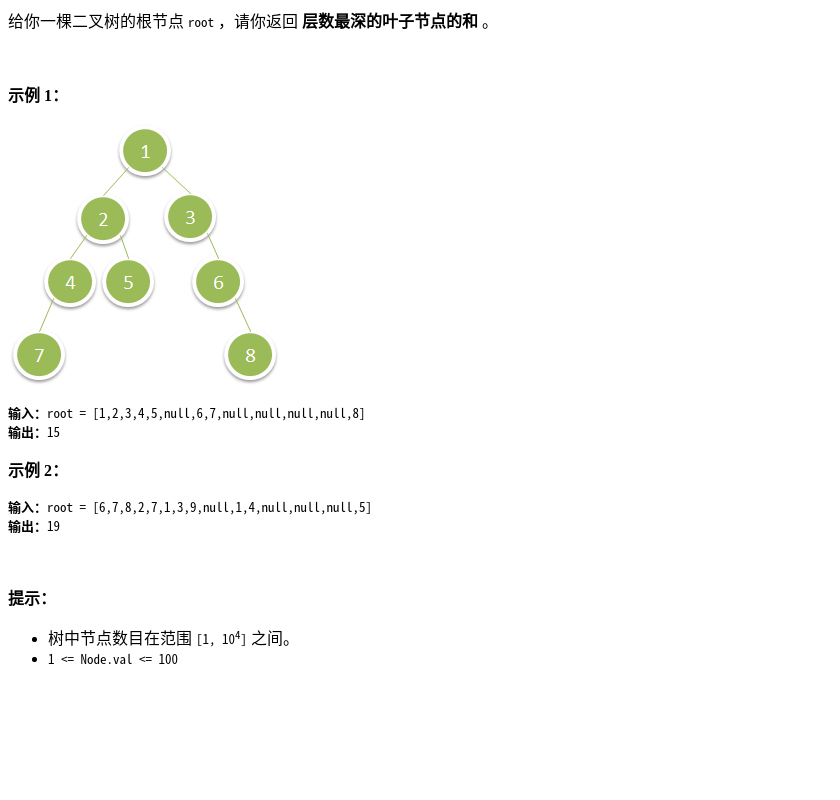 给你一棵二叉树的根节点 root ，请你返回 层数最深的叶子节点的和 。
示例 1：
1
2 3
4 5 6
7 8
输入：root = [1,2,3,4,5,null,6,7,null,null,null,null,8]
输出：15
示例 2：
输入：root = [6,7,8,2,7,1,3,9,null,1,4,null,null,null,5]
输出：19
提示：
• 树中节点数目在范围 [1, 10⁴] 之间。
• 1 <= Node.val <= 100